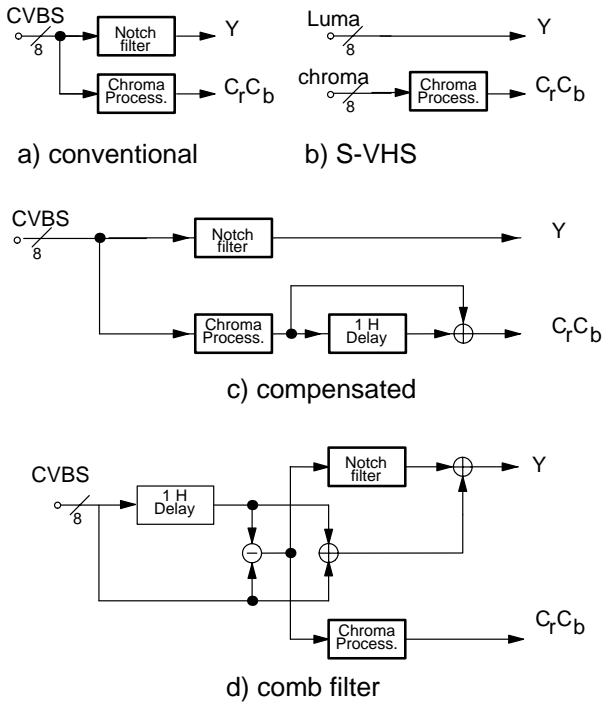 CVBS
8
Notch
filter
Y
Chroma
Process.
CrCb
a) conventional
Luma
8
Y
chroma
8
Chroma
Process.
CrCb
b) S-VHS
CVBS
8
Notch
filter
Y
Chroma
Process.
1 H
Delay
CrCb
c) compensated
CVBS
8
1 H
Delay
Notch
filter
Y
Chroma
Process.
CrCb
d) comb filter